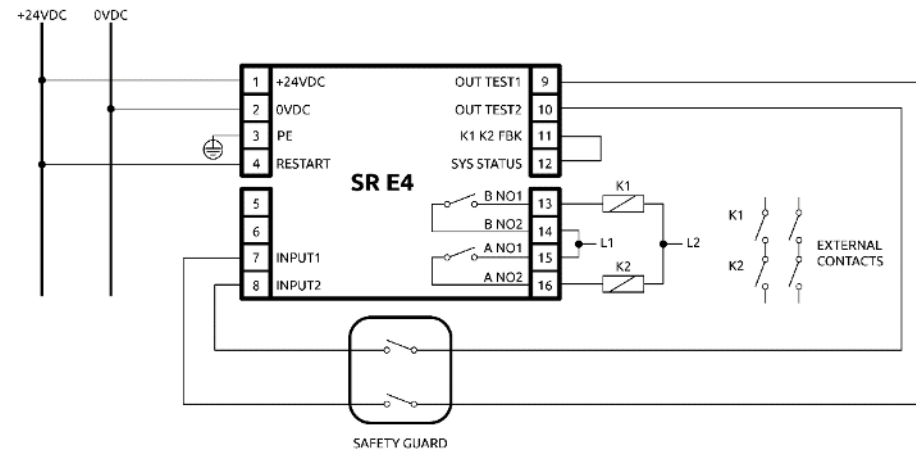 +24VDC 0VDC
1 +24VDC OUT TEST1 9
2 0VDC OUT TEST2 10
3 PE K1 K2 FBK 11
4 RESTART SYS STATUS 12
SR E4
5 B NO1 13 K1
6 B NO2 14 L1
7 INPUT1 A NO1 15 L2
8 INPUT2 A NO2 16 K2
K1
K2
EXTERNAL
CONTACTS
SAFETY GUARD